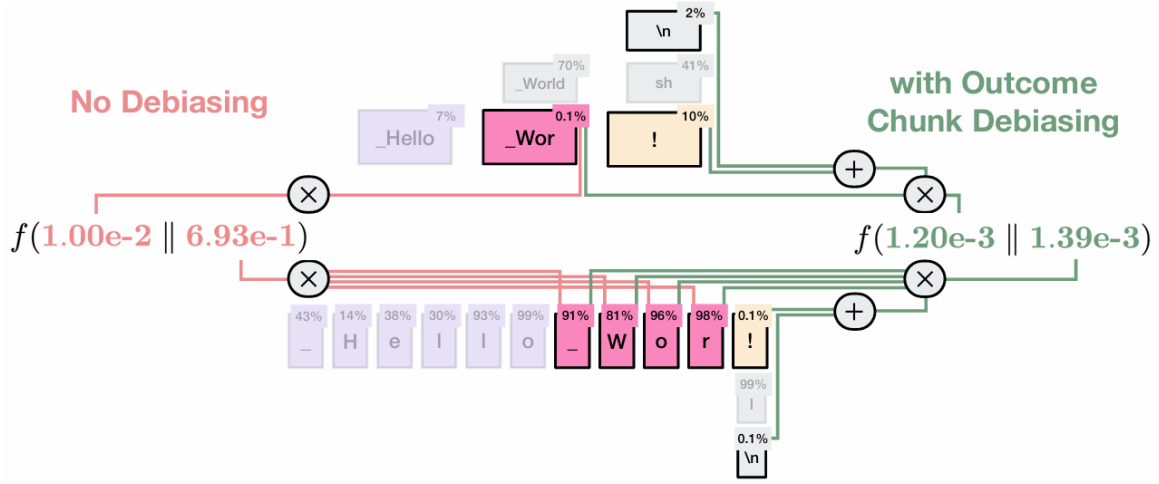 \n 2%
_World 70%
sh 41%
No Debiasing
with Outcome
Chunk Debiasing
_Hello 7%
_Wor 0.1%
! 10%
+
× ×
f(1.00e-2 ∥ 6.93e-1)
f(1.20e-3 ∥ 1.39e-3)
× ×
+
43% 14% 38% 30% 93% 99% 91% 81% 96% 98% 0.1%
_ H e l l o _ W o r !
99%
l
0.1%
\n